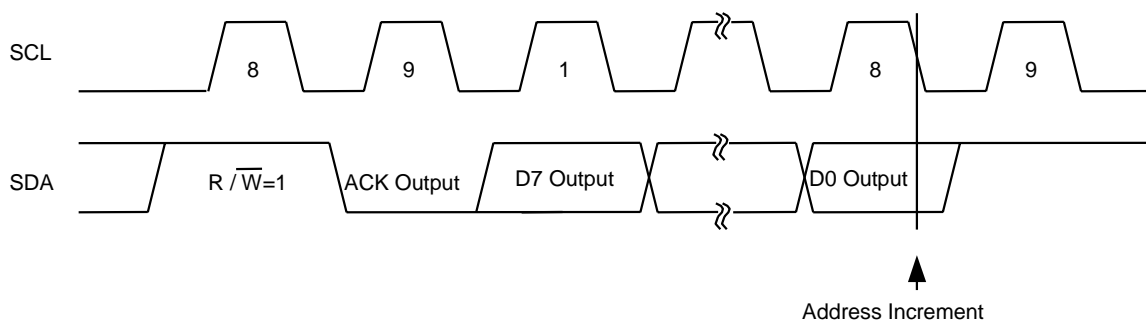 SCL
8
9
1
8
9
SDA
R / W=1
ACK Output
D7 Output
D0 Output
Address Increment